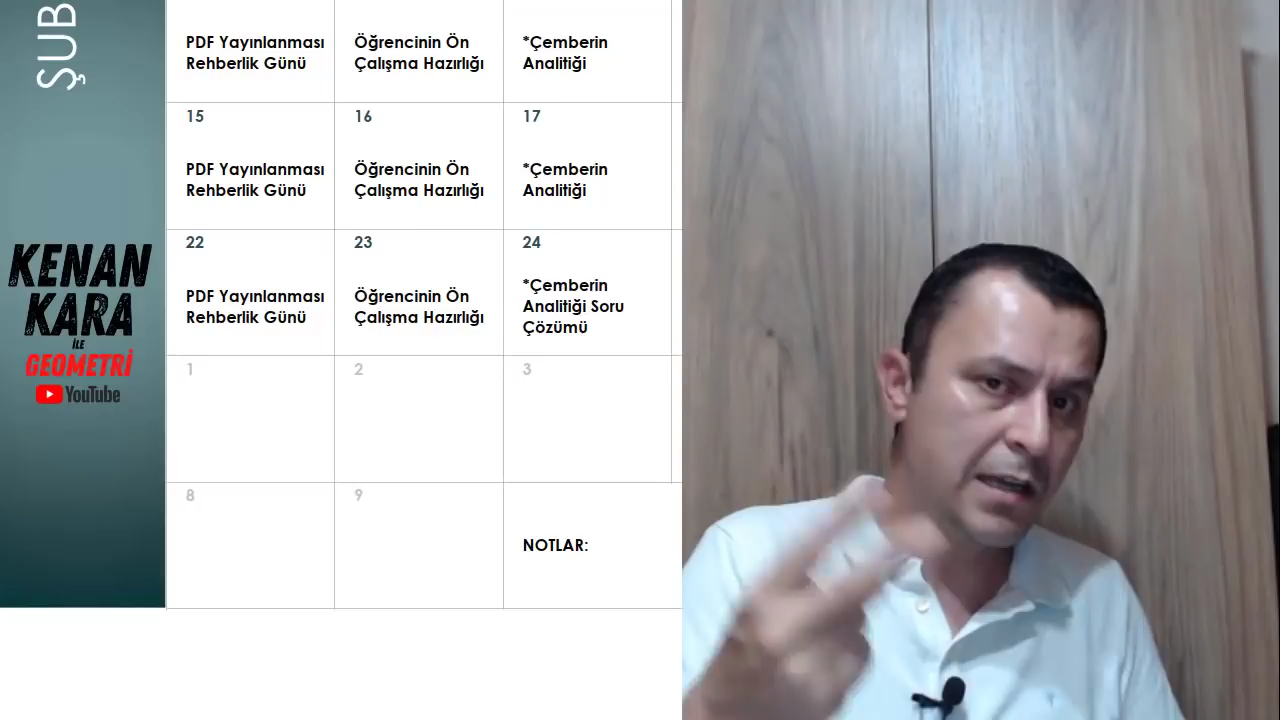 ŞUB
PDF Yayınlanması
Rehberlik Günü
Öğrencinin Ön
Çalışma Hazırlığı
*Çemberin
Analitiği
15
16
17
PDF Yayınlanması
Rehberlik Günü
Öğrencinin Ön
Çalışma Hazırlığı
*Çemberin
Analitiği
22
23
24
PDF Yayınlanması
Rehberlik Günü
Öğrencinin Ön
Çalışma Hazırlığı
*Çemberin
Analitiği Soru
Çözümü
1
2
3
8
9
NOTLAR:
KENAN
KARA
İLE
GEOMETRİ
YouTube